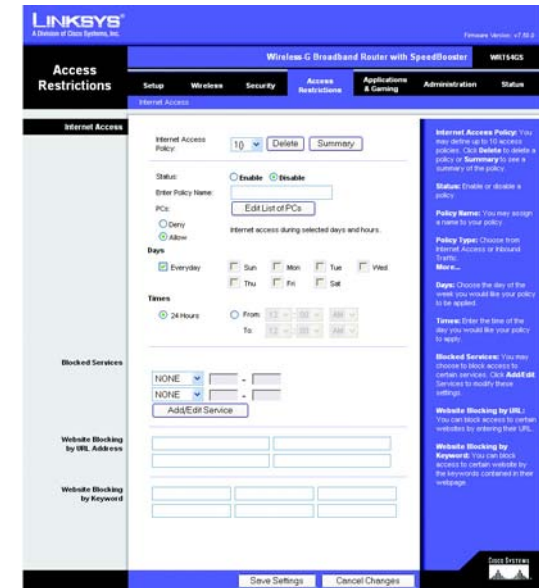 LINKSYS®
A Division of Cisco Systems, Inc.
Firmware Version: v7.50.0
Wireless-G Broadband Router with SpeedBooster
WRT54GS
Access Restrictions
Setup
Wireless
Security
Access Restrictions
Applications & Gaming
Administration
Status
Internet Access
Internet Access
Internet Access Policy:
10
Delete
Summary
Status:
Enable
Disable
Enter Policy Name:
PCs:
Edit List of PCs
Deny
Allow
Internet access during selected days and hours.
Days
Everyday
Sun
Mon
Tue
Wed
Thu
Fri
Sat
Times
24 Hours
From:
12
:
00
AM
To:
12
:
00
AM
Blocked Services
NONE
-
NONE
-
Add/Edit Service
Website Blocking by URL Address
Website Blocking by Keyword
Internet Access Policy: You may define up to 10 access policies. Click Delete to delete a policy or Summary to see a summary of the policy.
Status: Enable or disable a policy.
Policy Name: You may assign a name to your policy.
Policy Type: Choose from Internet Access or Inbound Traffic.
More...
Days: Choose the day of the week you would like your policy to be applied.
Times: Enter the time of the day you would like your policy to apply.
Blocked Services: You may choose to block access to certain services. Click Add/Edit Services to modify these settings.
Website Blocking by URL: You can block access to certain websites by entering their URL.
Website Blocking by Keyword: You can block access to certain website by the keywords contained in their webpage.
Save Settings
Cancel Changes
CISCO SYSTEMS